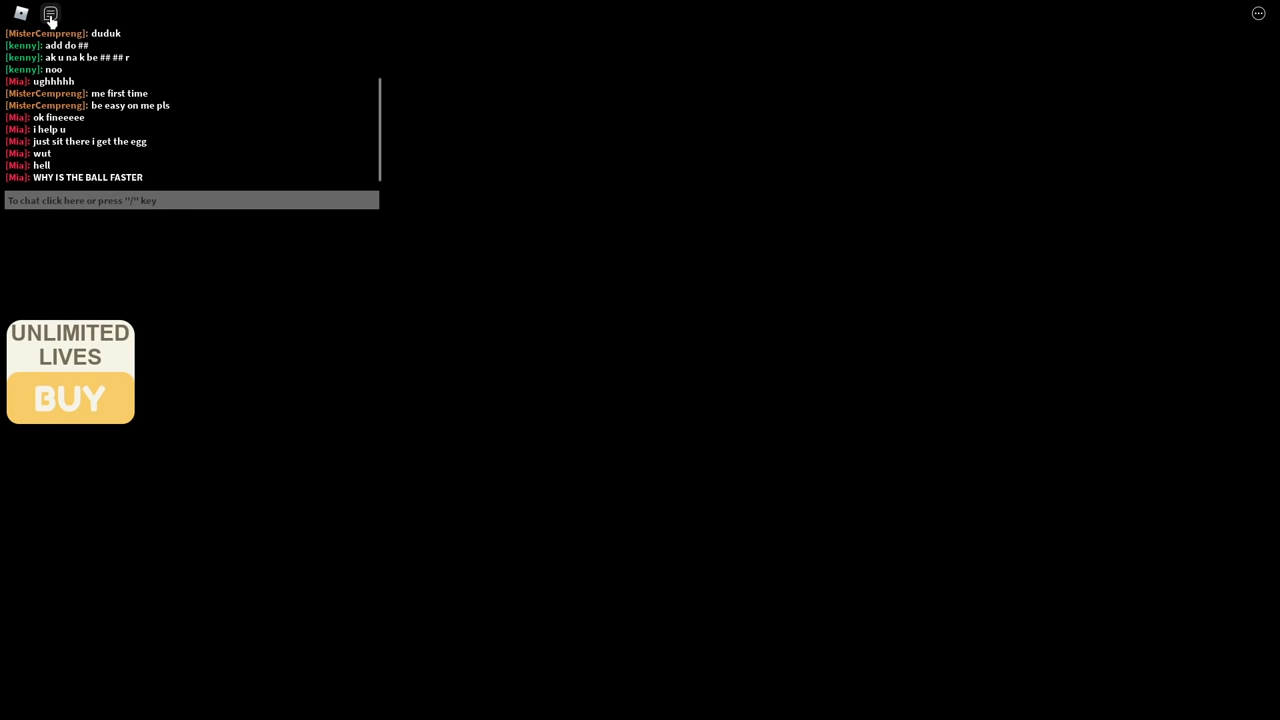 [MisterCempreng]: duduk
[kenny]: add do ##
[kenny]: ak u na k be ## ## r
[kenny]: noo
[Mia]: ughhhhh
[MisterCempreng]: me first time
[MisterCempreng]: be easy on me pls
[Mia]: ok fineeeee
[Mia]: i help u
[Mia]: just sit there i get the egg
[Mia]: wut
[Mia]: hell
[Mia]: WHY IS THE BALL FASTER
To chat click here or press "/" key
UNLIMITED
LIVES
BUY